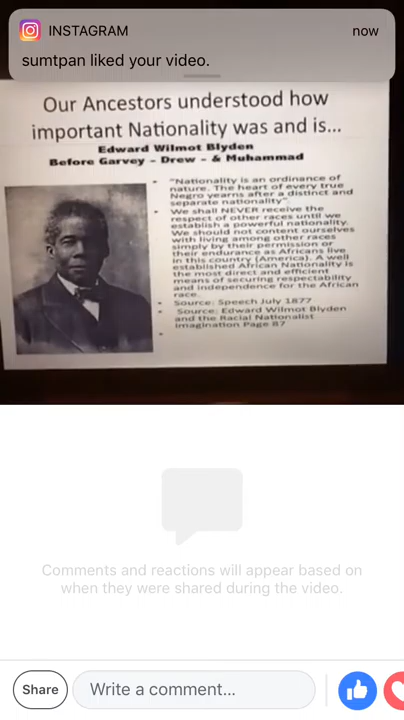 INSTAGRAM
now
sumtpan liked your video.
Our Ancestors understood how
important Nationality was and is...
Edward Wilmot Blyden
Before Garvey - Drew - & Muhammad
"Nationality is an ordinance of
nature. The heart of every true
Negro yearns after a distinct and
separate nationality"
We shall NEVER receive the
respect of other races until we
establish a powerful nationality.
We should not content ourselves
with living among other races
simply by their permission or
their endurance as Africans live
in this country (America). A well
established African Nationality is
the most direct and efficient
means of securing respectability
and independence for the African
race.
Source: Speech July 1877
Source: Edward Wilmot Blyden
and the Racial Nationalist
imagination Page 87
Comments and reactions will appear based on
when they were shared during the video.
Share
Write a comment...